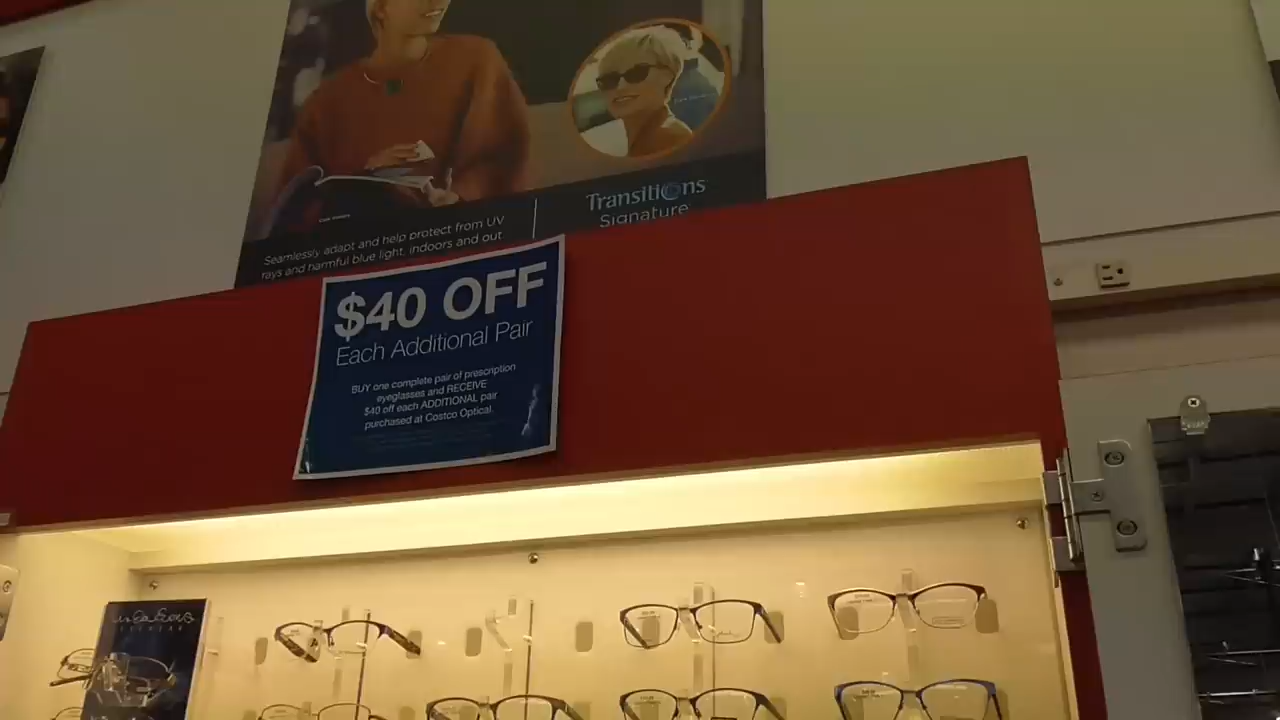 Transitions
Signature
Seamlessly adapt and help protect from UV
rays and harmful blue light, indoors and out
$40 OFF
Each Additional Pair
BUY one complete pair of prescription
eyeglasses and RECEIVE
$40 off each ADDITIONAL pair
purchased at Costco Optical.